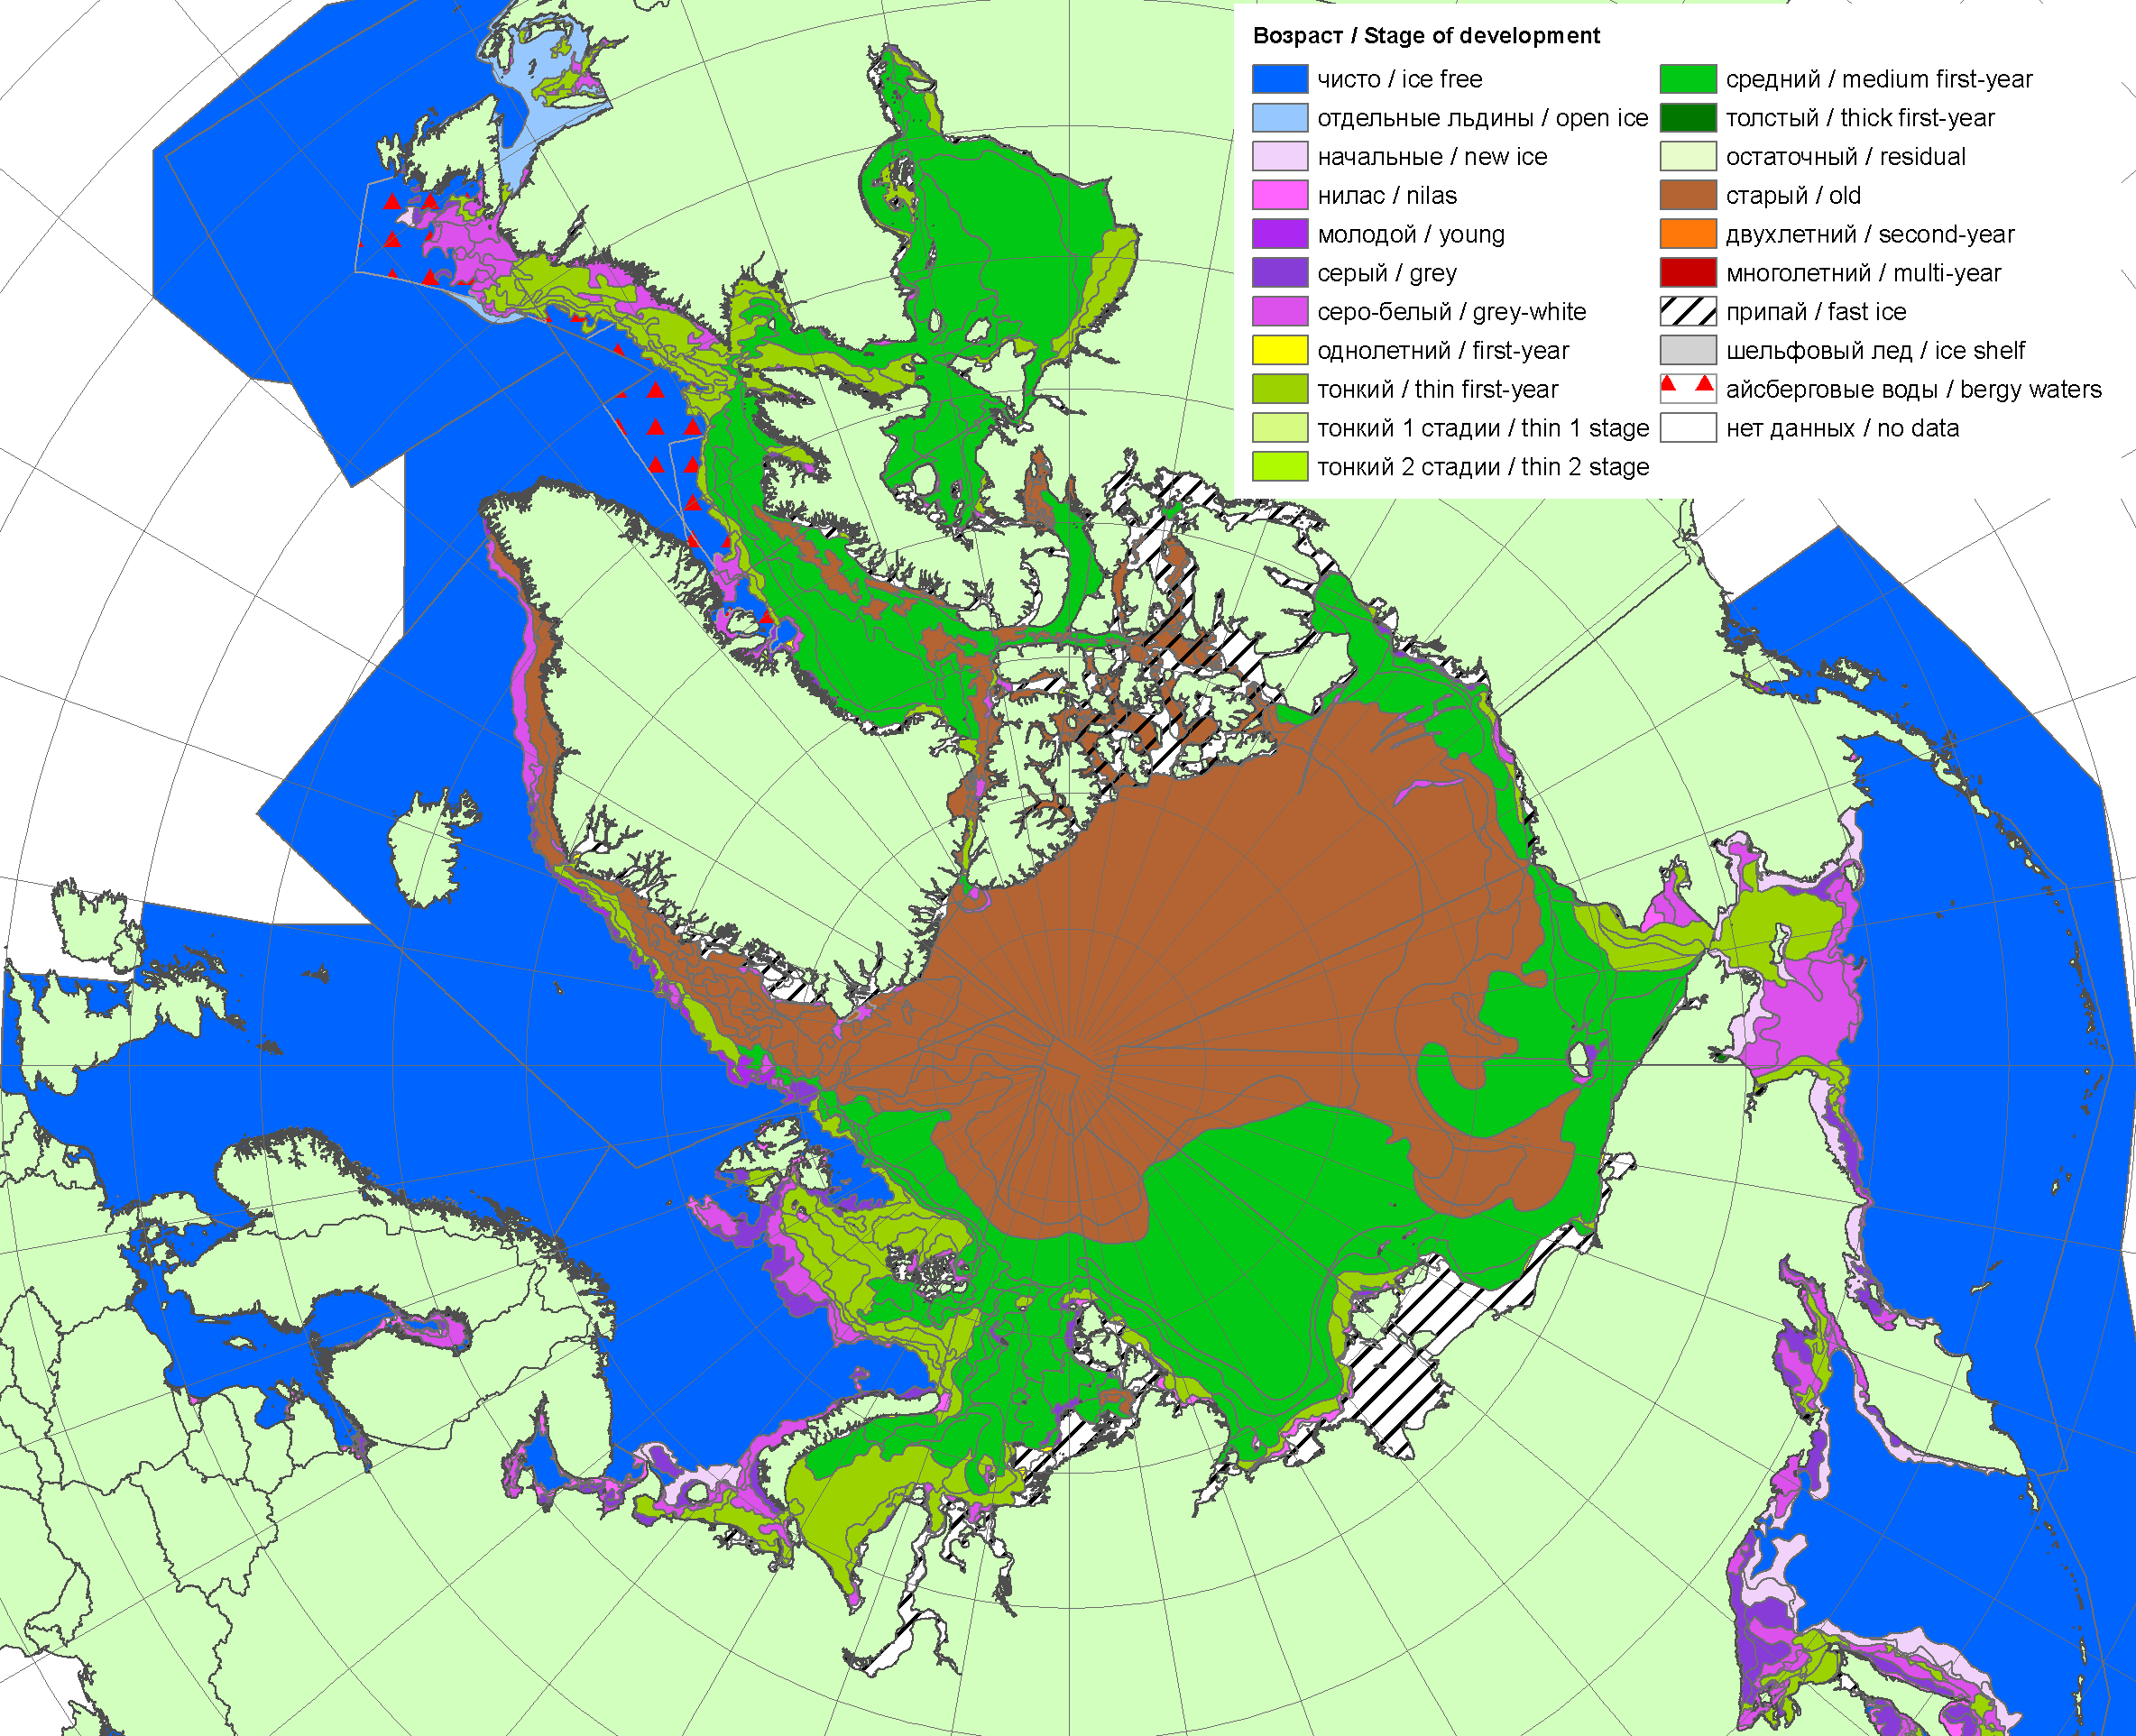 Возраст / Stage of development
чисто / ice free
отдельные льдины / open ice
начальные / new ice
нилас / nilas
молодой / young
серый / grey
серо-белый / grey-white
однолетний / first-year
тонкий / thin first-year
тонкий 1 стадии / thin 1 stage
тонкий 2 стадии / thin 2 stage
средний / medium first-year
толстый / thick first-year
остаточный / residual
старый / old
двухлетний / second-year
многолетний / multi-year
припай / fast ice
шельфовый лед / ice shelf
айсберговые воды / bergy waters
нет данных / no data